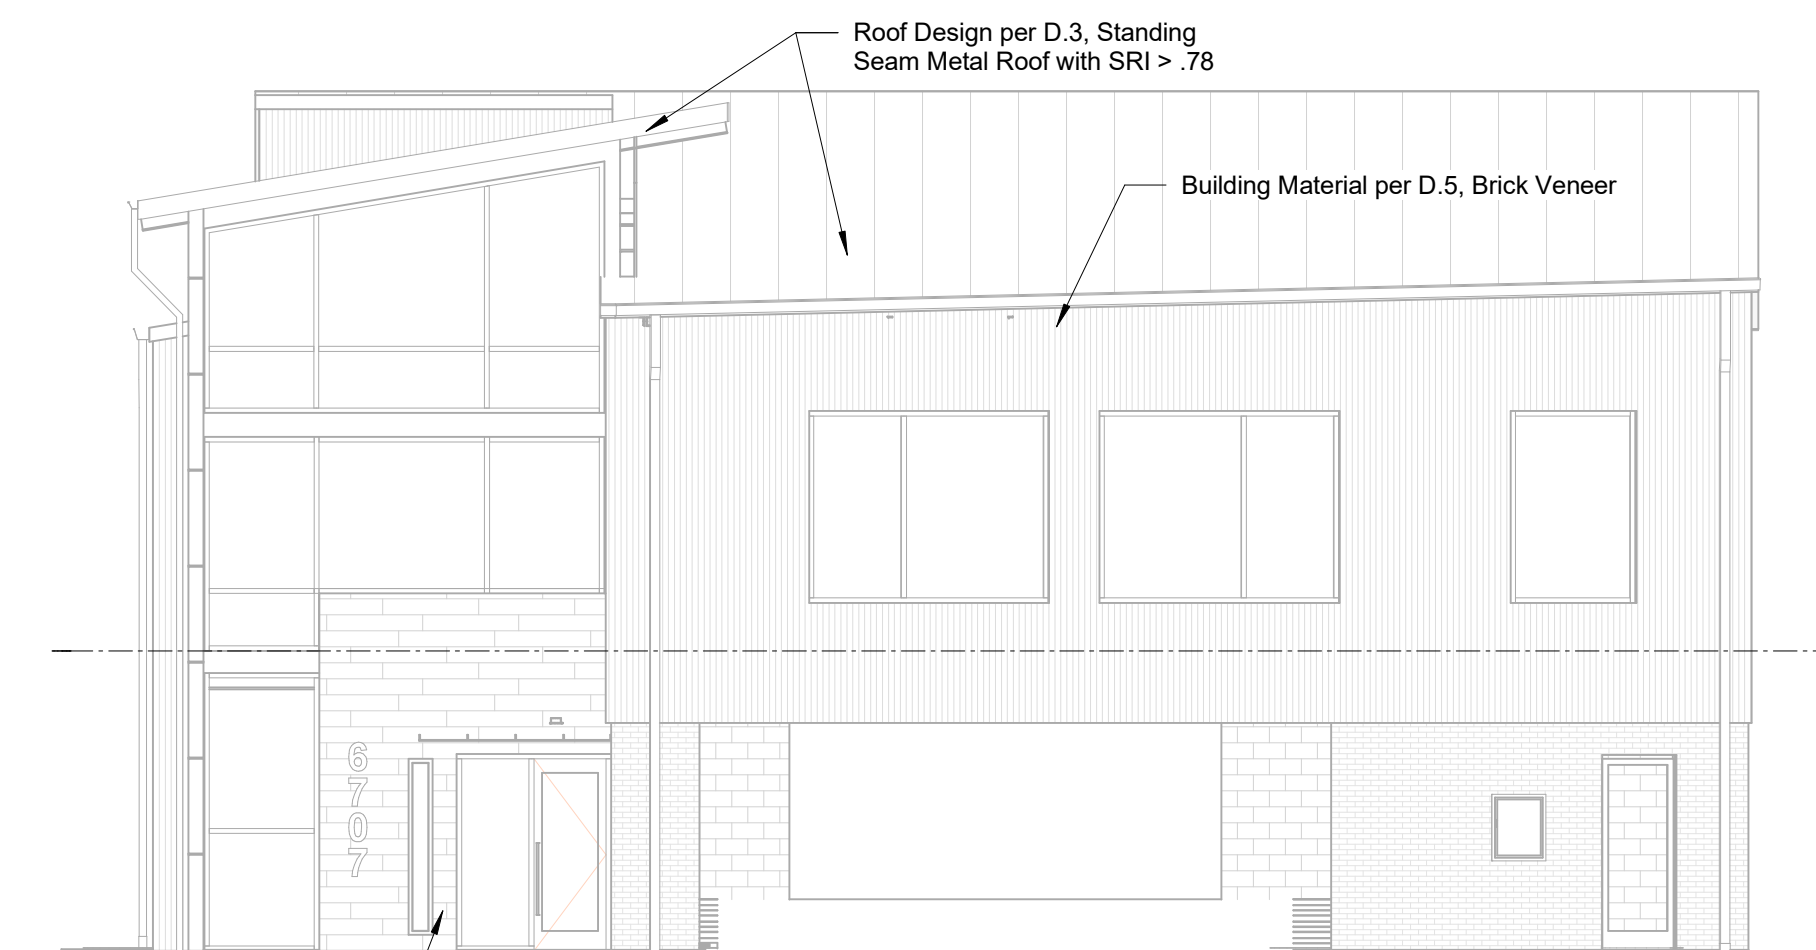 Roof Design per D.3, Standing
Seam Metal Roof with SRI > .78
Building Material per D.5, Brick Veneer
6
7
0
7